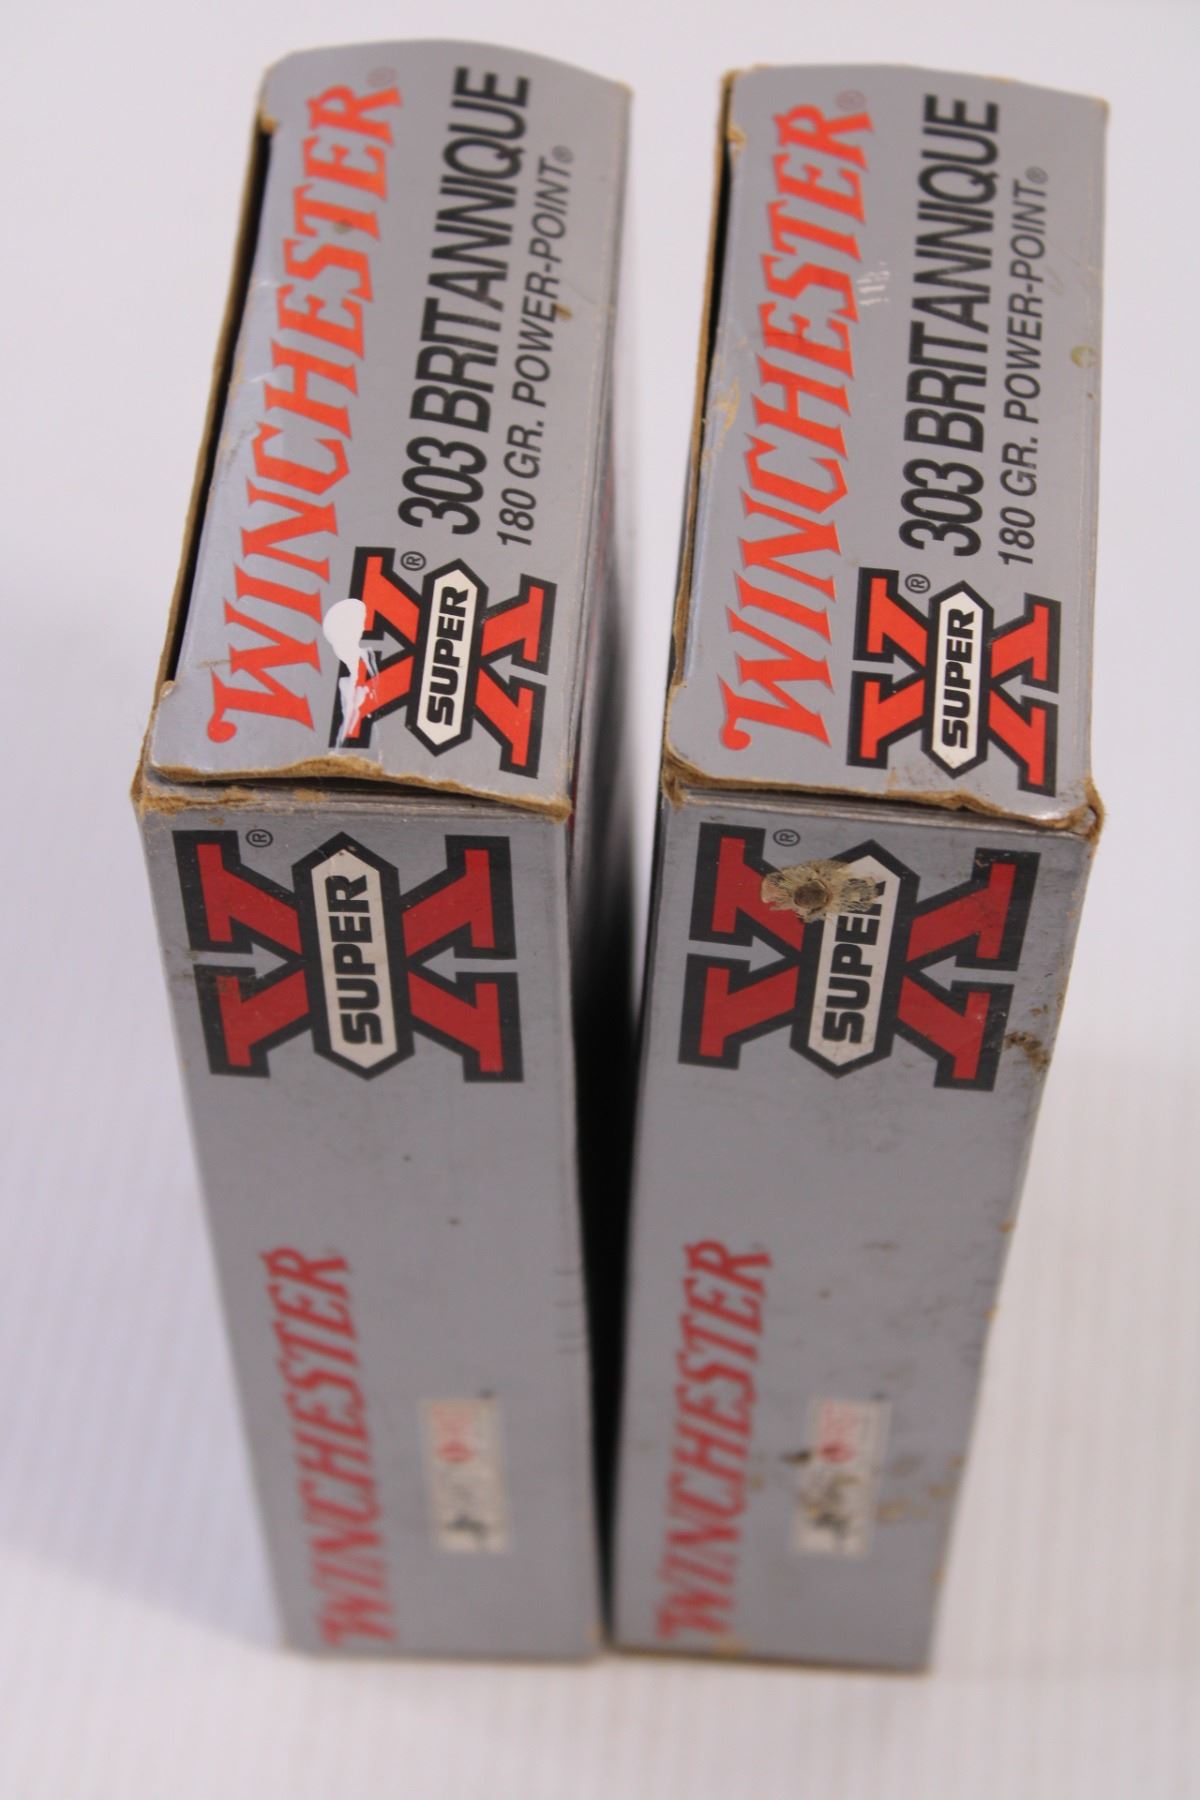 WINCHESTER®
303 BRITANNIQUE
180 GR. POWER-POINT®
SUPER X®
SUPER X®
WINCHESTER
WINCHESTER®
303 BRITANNIQUE
180 GR. POWER-POINT®
SUPER X®
SUPER X®
WINCHESTER